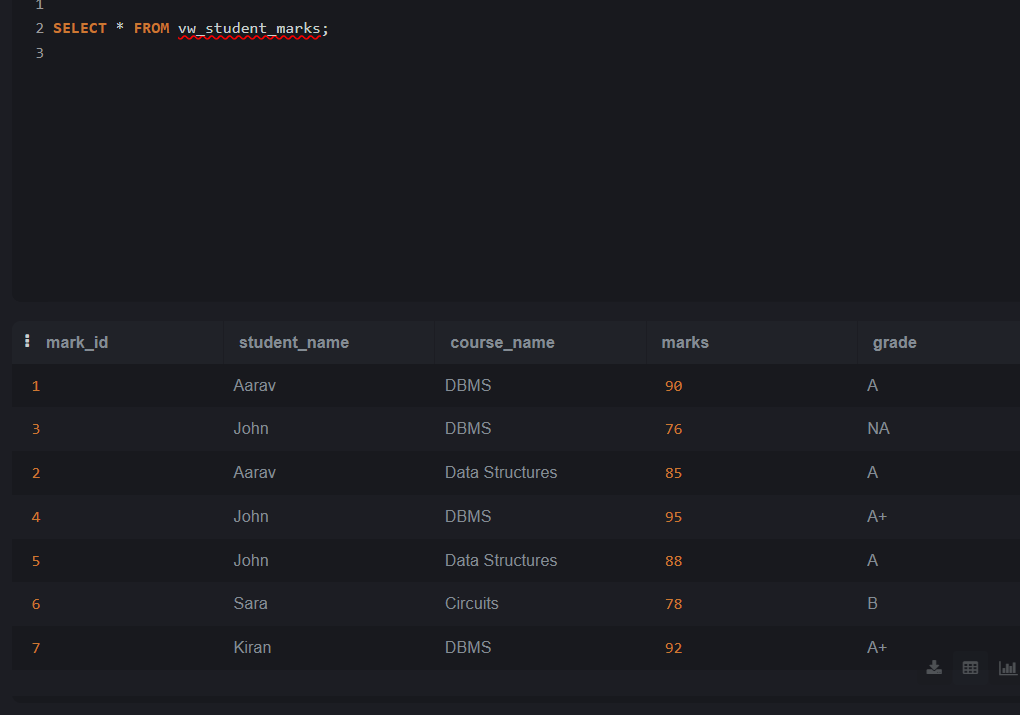 1
2 SELECT * FROM vw_student_marks;
3
mark_id student_name course_name marks grade
1 Aarav DBMS 90 A
3 John DBMS 76 NA
2 Aarav Data Structures 85 A
4 John DBMS 95 A+
5 John Data Structures 88 A
6 Sara Circuits 78 B
7 Kiran DBMS 92 A+